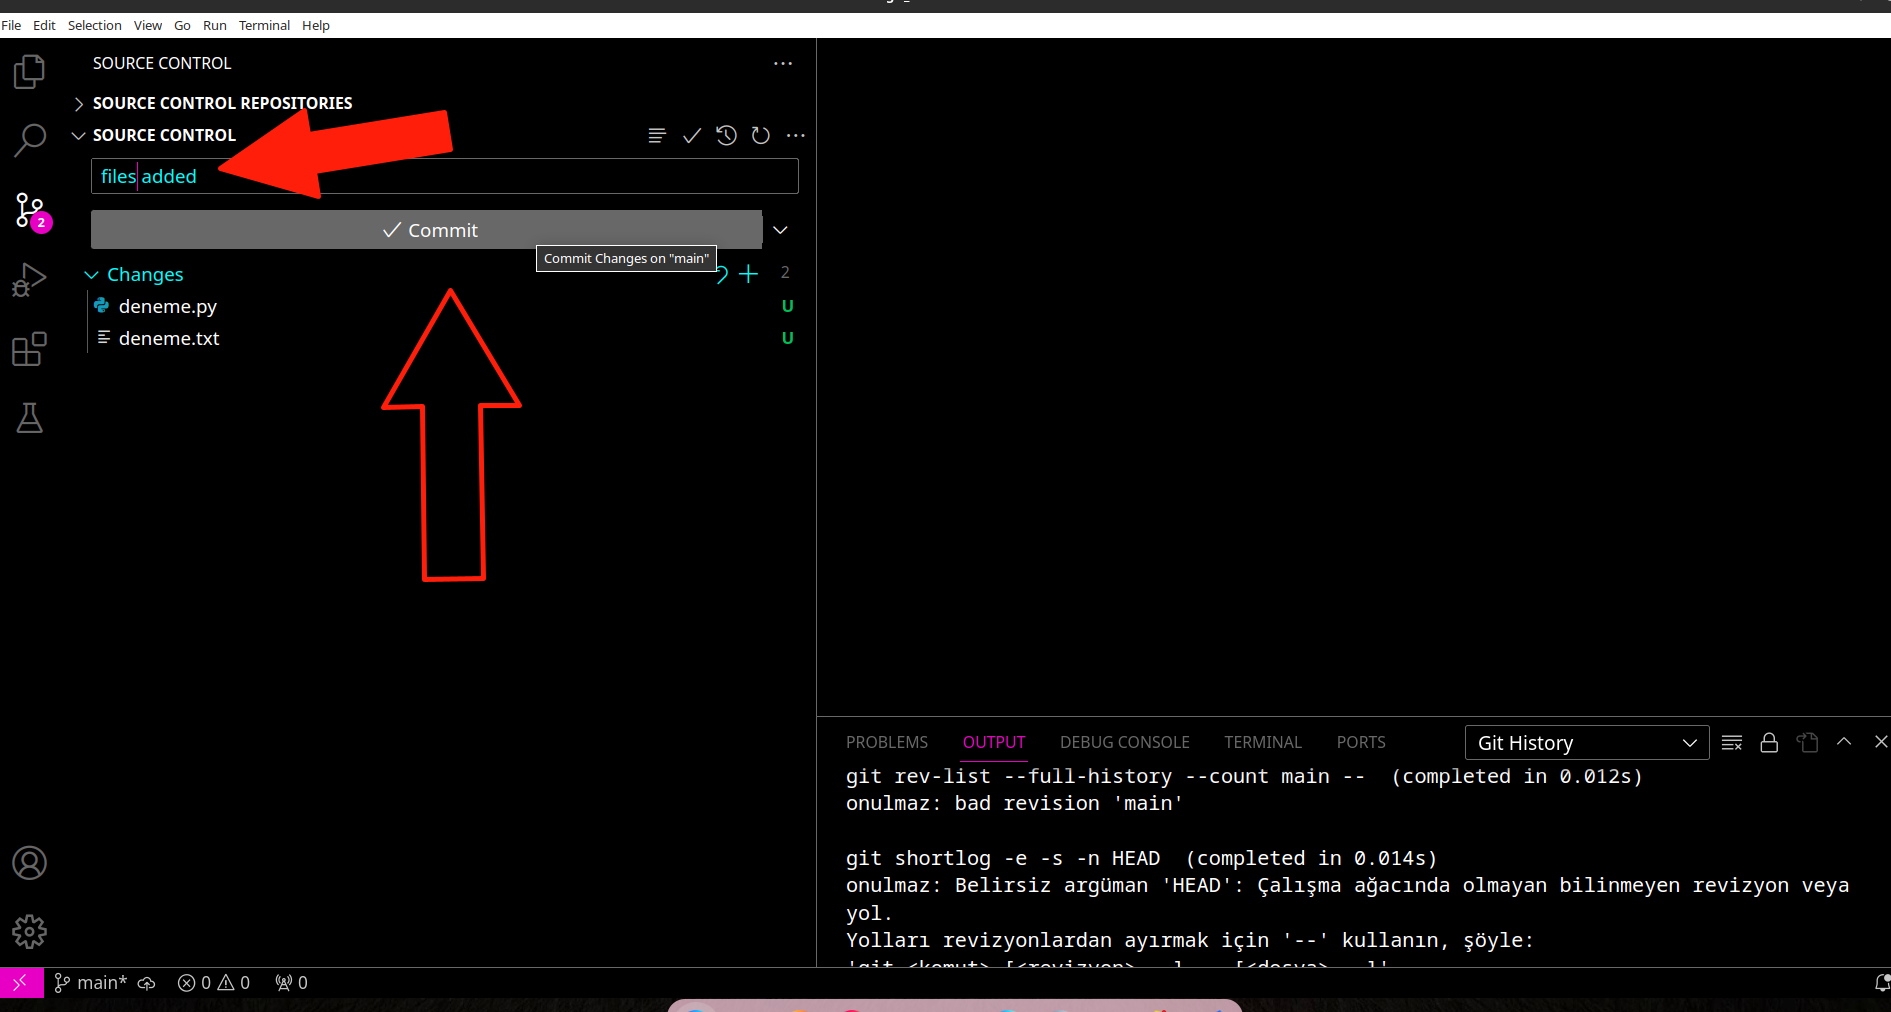 File Edit Selection View Go Run Terminal Help
SOURCE CONTROL
SOURCE CONTROL REPOSITORIES
SOURCE CONTROL
files added
Commit
Commit Changes on "main"
Changes 2
deneme.py U
deneme.txt U
2
PROBLEMS OUTPUT DEBUG CONSOLE TERMINAL PORTS Git History
git rev-list --full-history --count main -- (completed in 0.012s)
onulmaz: bad revision 'main'
git shortlog -e -s -n HEAD (completed in 0.014s)
onulmaz: Belirsiz argüman 'HEAD': Çalışma ağacında olmayan bilinmeyen revizyon veya
yol.
Yolları revizyonlardan ayırmak için '--' kullanın, şöyle:
'git <komut> [<revizyon>...] -- [<dosya>...]'
main* 0 0 0